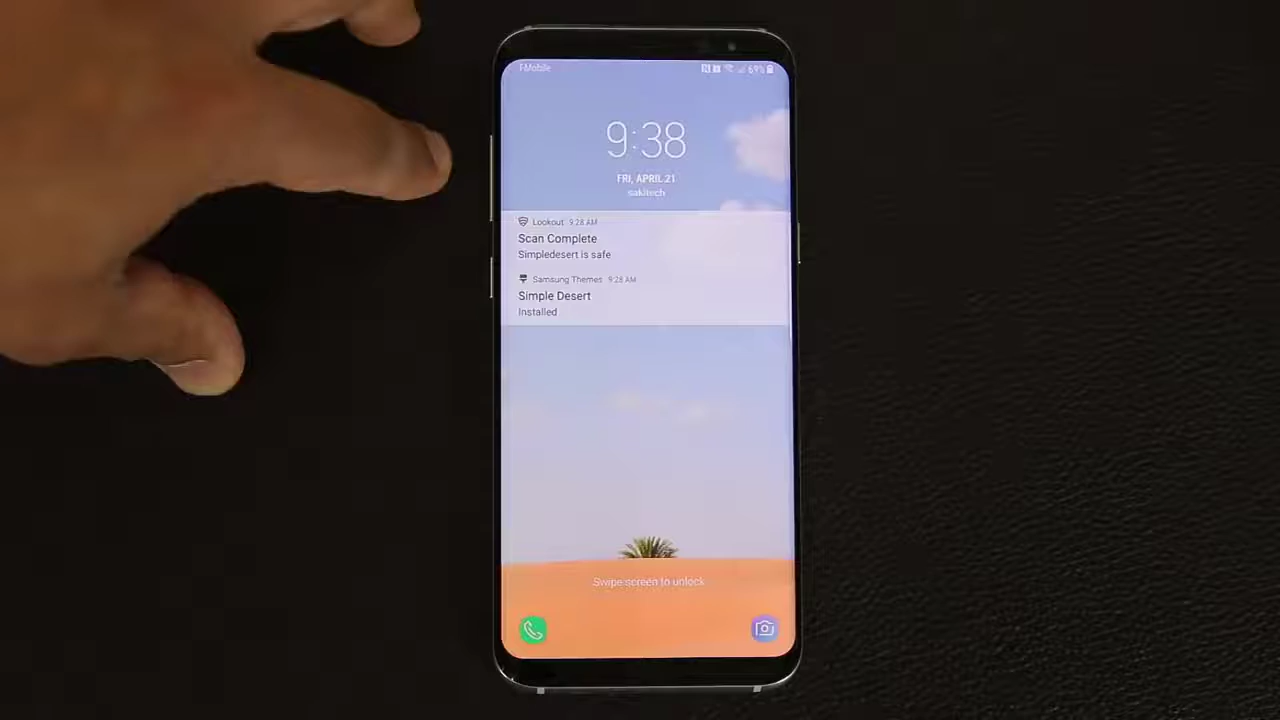 T-Mobile
69%
9:38
FRI, APRIL 21
sakitech
Lookout 9:28 AM
Scan Complete
Simpledesert is safe
Samsung Themes 9:28 AM
Simple Desert
Installed
Swipe screen to unlock